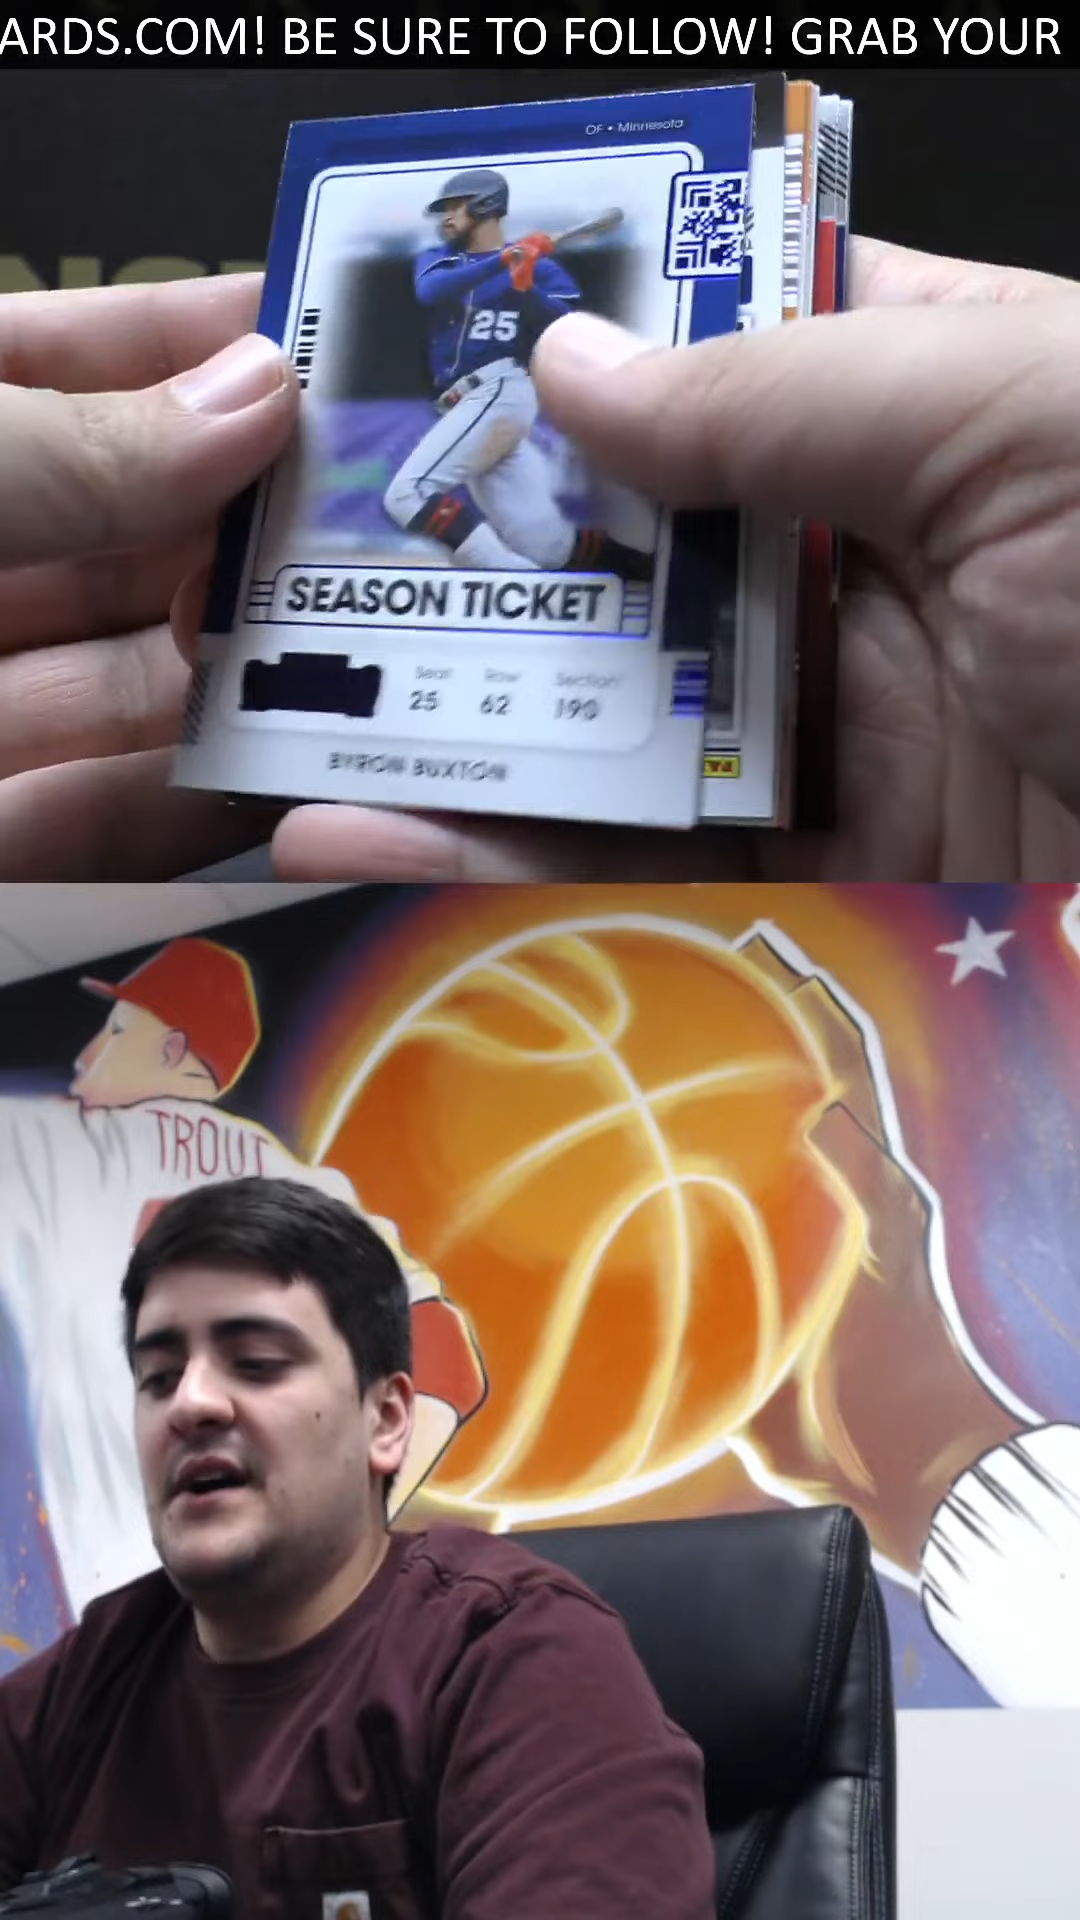 ARDS.COM! BE SURE TO FOLLOW! GRAB YOUR
OF • Minnesota
25
SEASON TICKET
Seat Row Section
25 62 190
BYRON BUXTON
TROUT